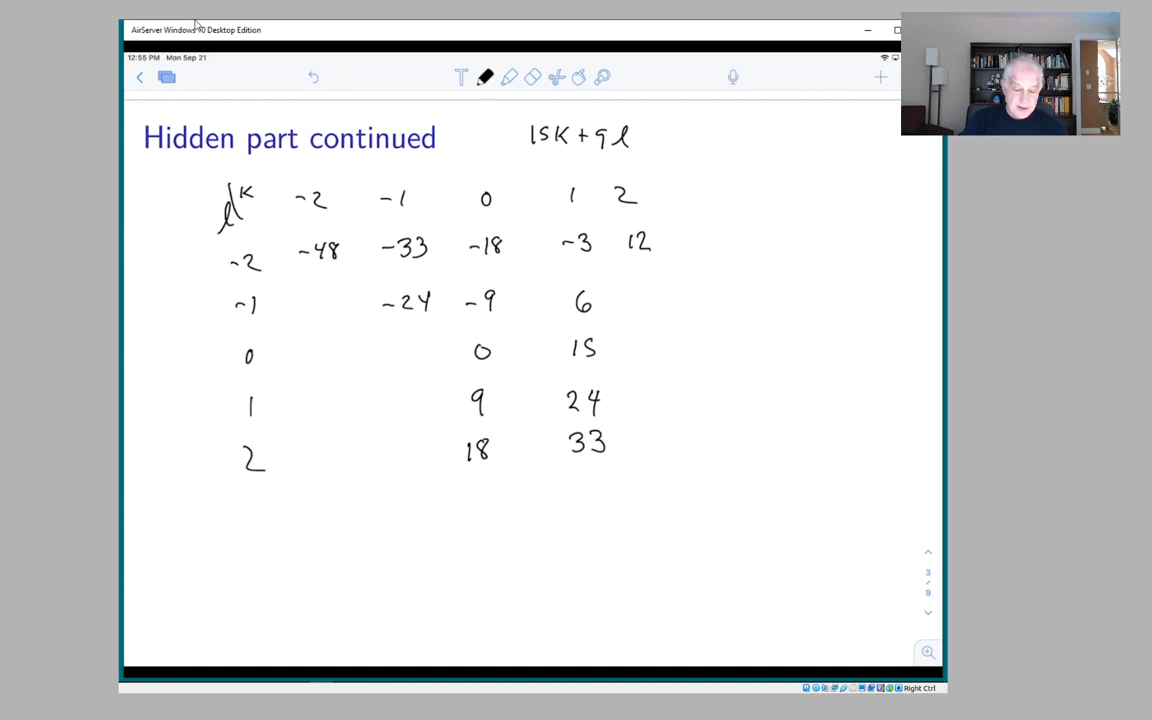 AirServer Windows 10 Desktop Edition
12:55 PM Mon Sep 21
T
Hidden part continued 15K + 9l
l K -2 -1 0 1 2
-2 -48 -33 -18 -3 12
-1 -24 -9 6
0 0 15
1 9 24
2 18 33
3
/
9
Right Ctrl